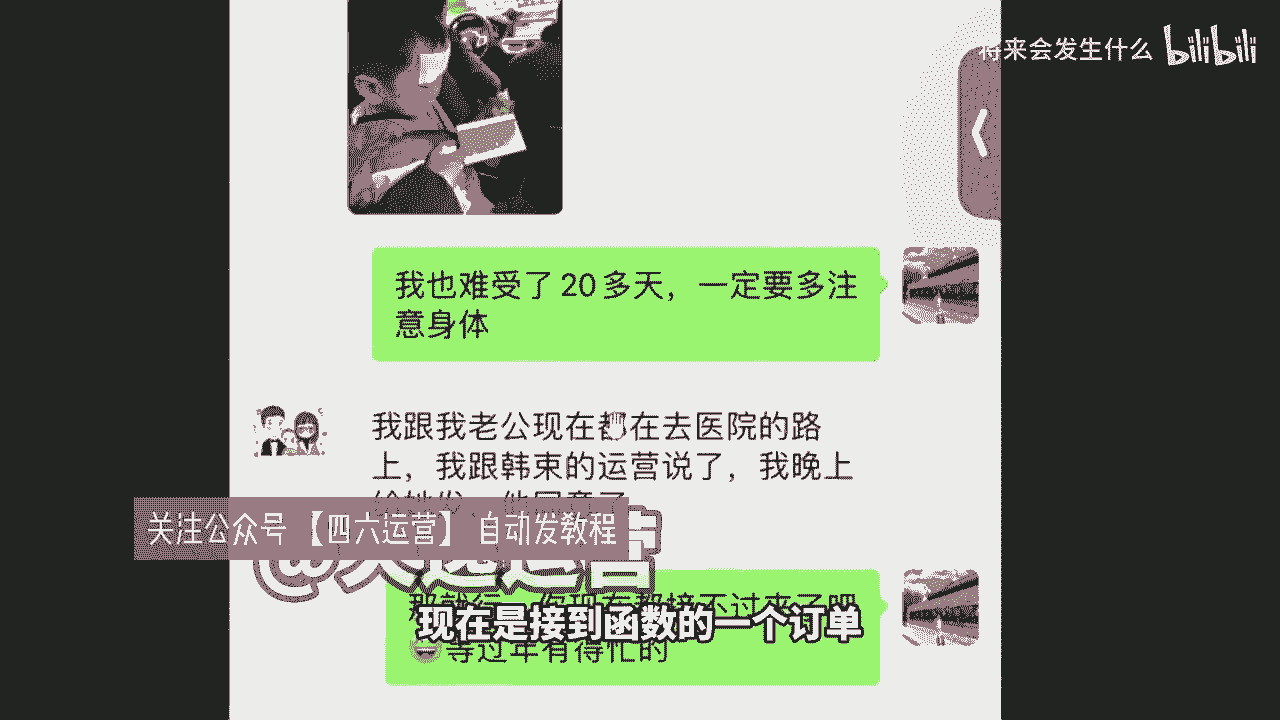 将来会发生什么 bilibili
我也难受了20多天，一定要多注
意身体
我跟我老公现在都在去医院的路
上，我跟韩束的运营说了，我晚上
关注公众号【四六运营】自动发教程
现在是接到函数的一个订单
等过年有得忙的